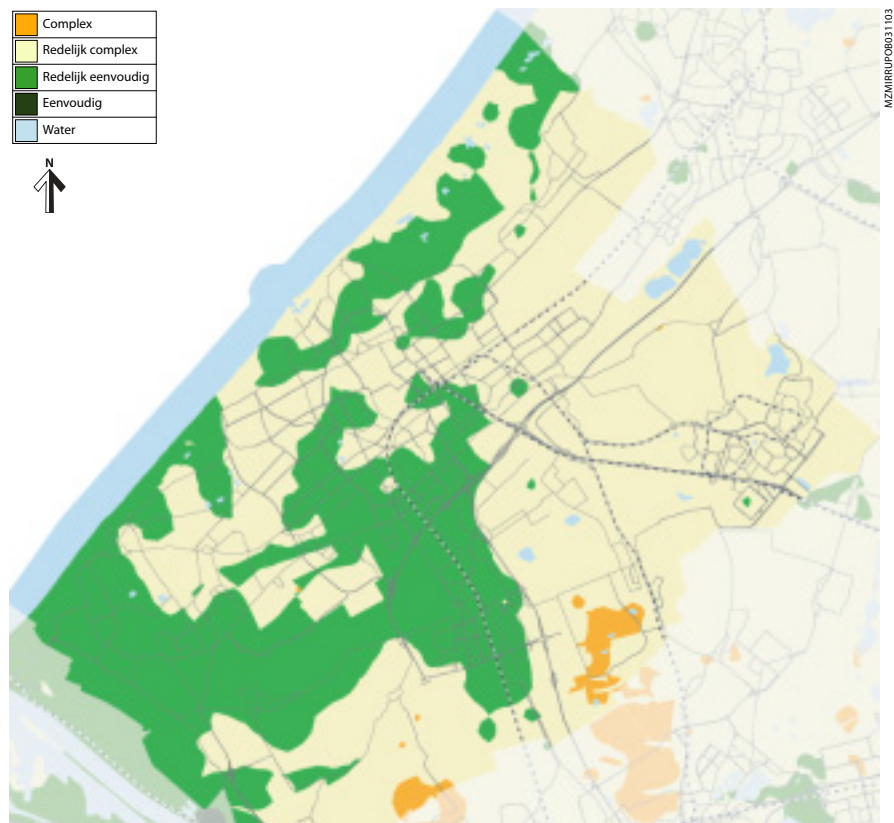 Complex
Redelijk complex
Redelijk eenvoudig
Eenvoudig
Water
N
MZMIRRUPOB031103